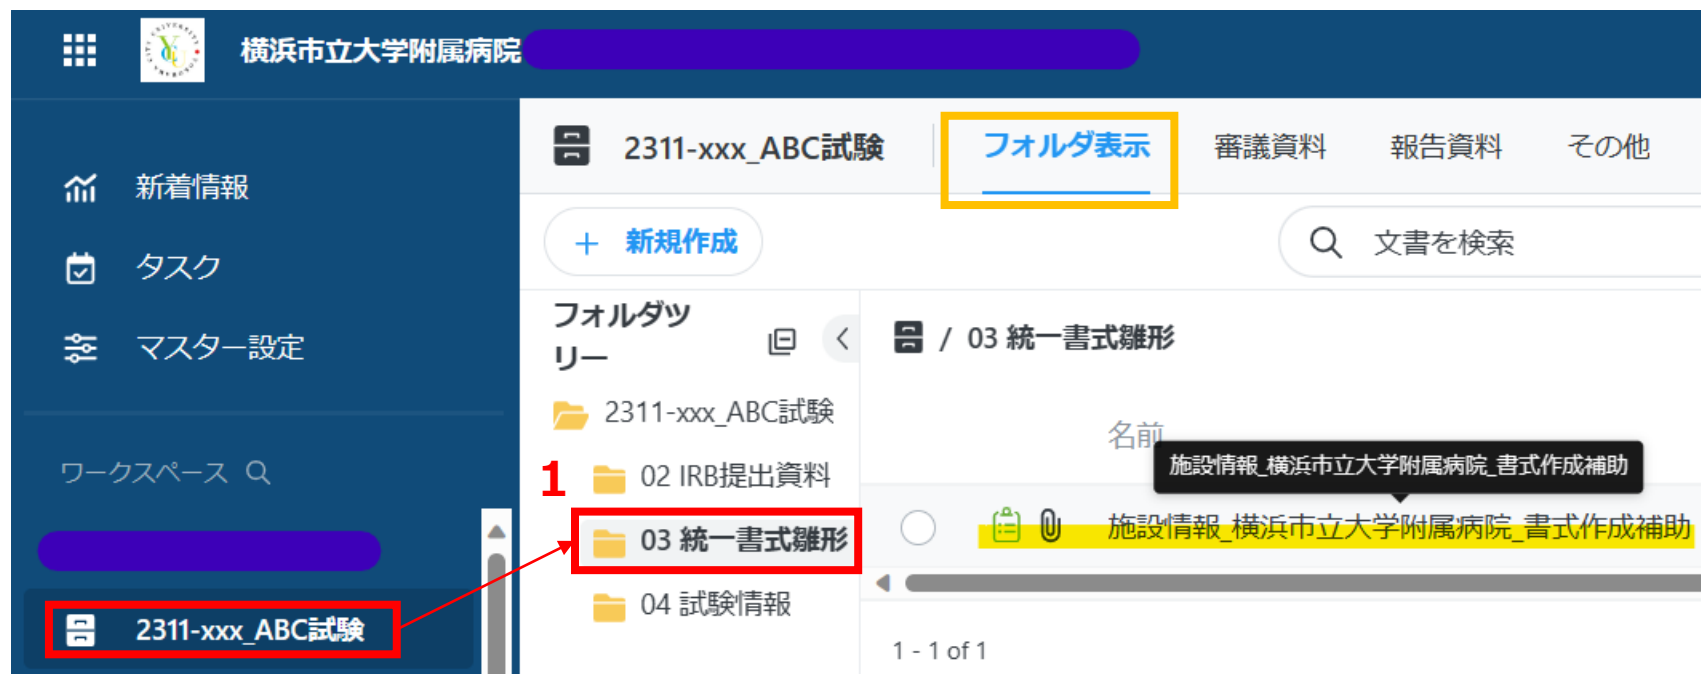 横浜市立大学附属病院
新着情報
タスク
マスター設定
ワークスペース
2311-xxx_ABC試験
2311-xxx_ABC試験
フォルダ表示
審議資料
報告資料
その他
+ 新規作成
文書を検索
フォルダツ
リー
2311-xxx_ABC試験
1
02 IRB提出資料
03 統一書式雛形
04 試験情報
/ 03 統一書式雛形
名前
施設情報_横浜市立大学附属病院_書式作成補助
施設情報_横浜市立大学附属病院_書式作成補助
1 - 1 of 1